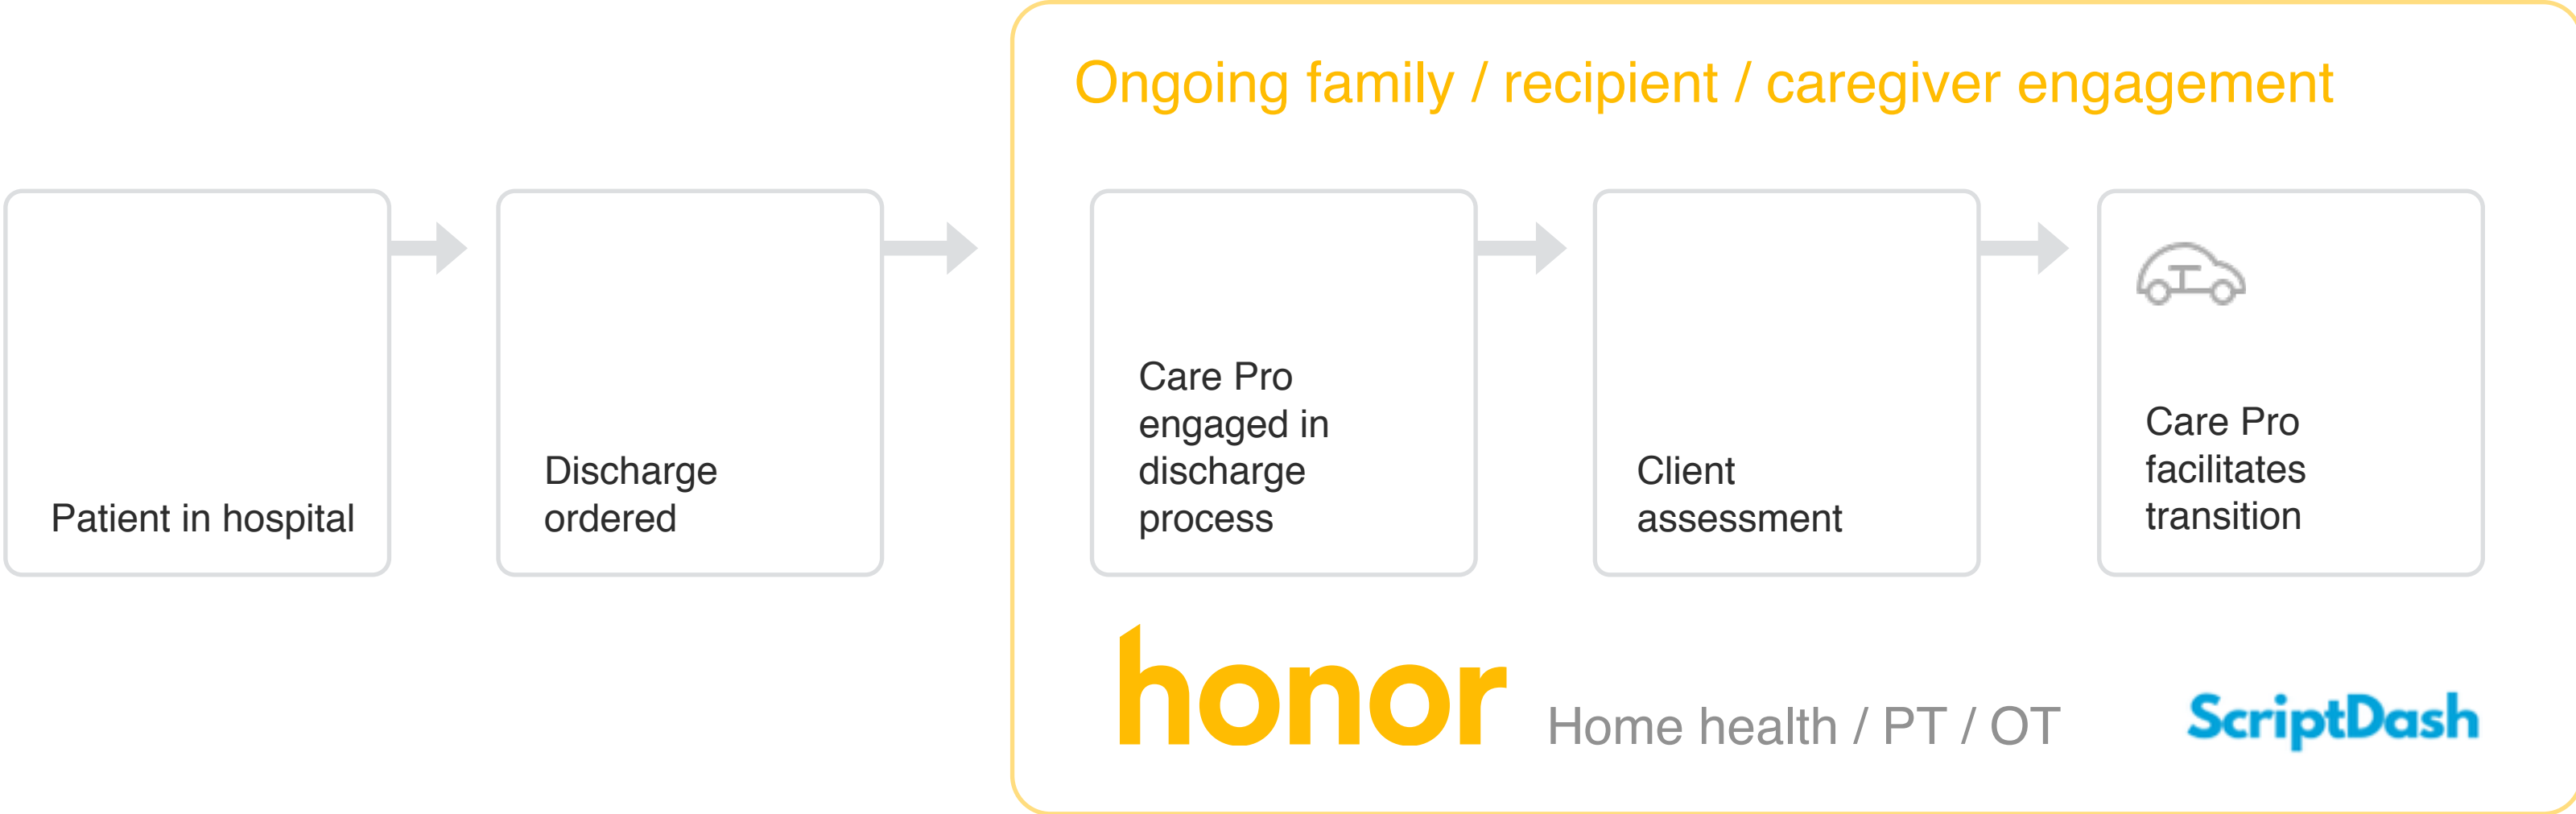 Ongoing family / recipient / caregiver engagement
Patient in hospital
Discharge
ordered
Care Pro
engaged in
discharge
process
Client
assessment
Care Pro
facilitates
transition
honor
Home health / PT / OT
ScriptDash